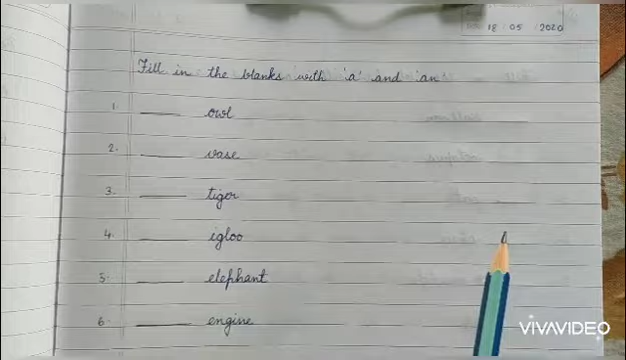 18 / 05 / 2020
Fill in the blanks with 'a' and 'an'
1. ____ owl
2. ____ vase
3. ____ tiger
4. ____ igloo
5. ____ elephant
6. ____ engine
VIVAVIDEO